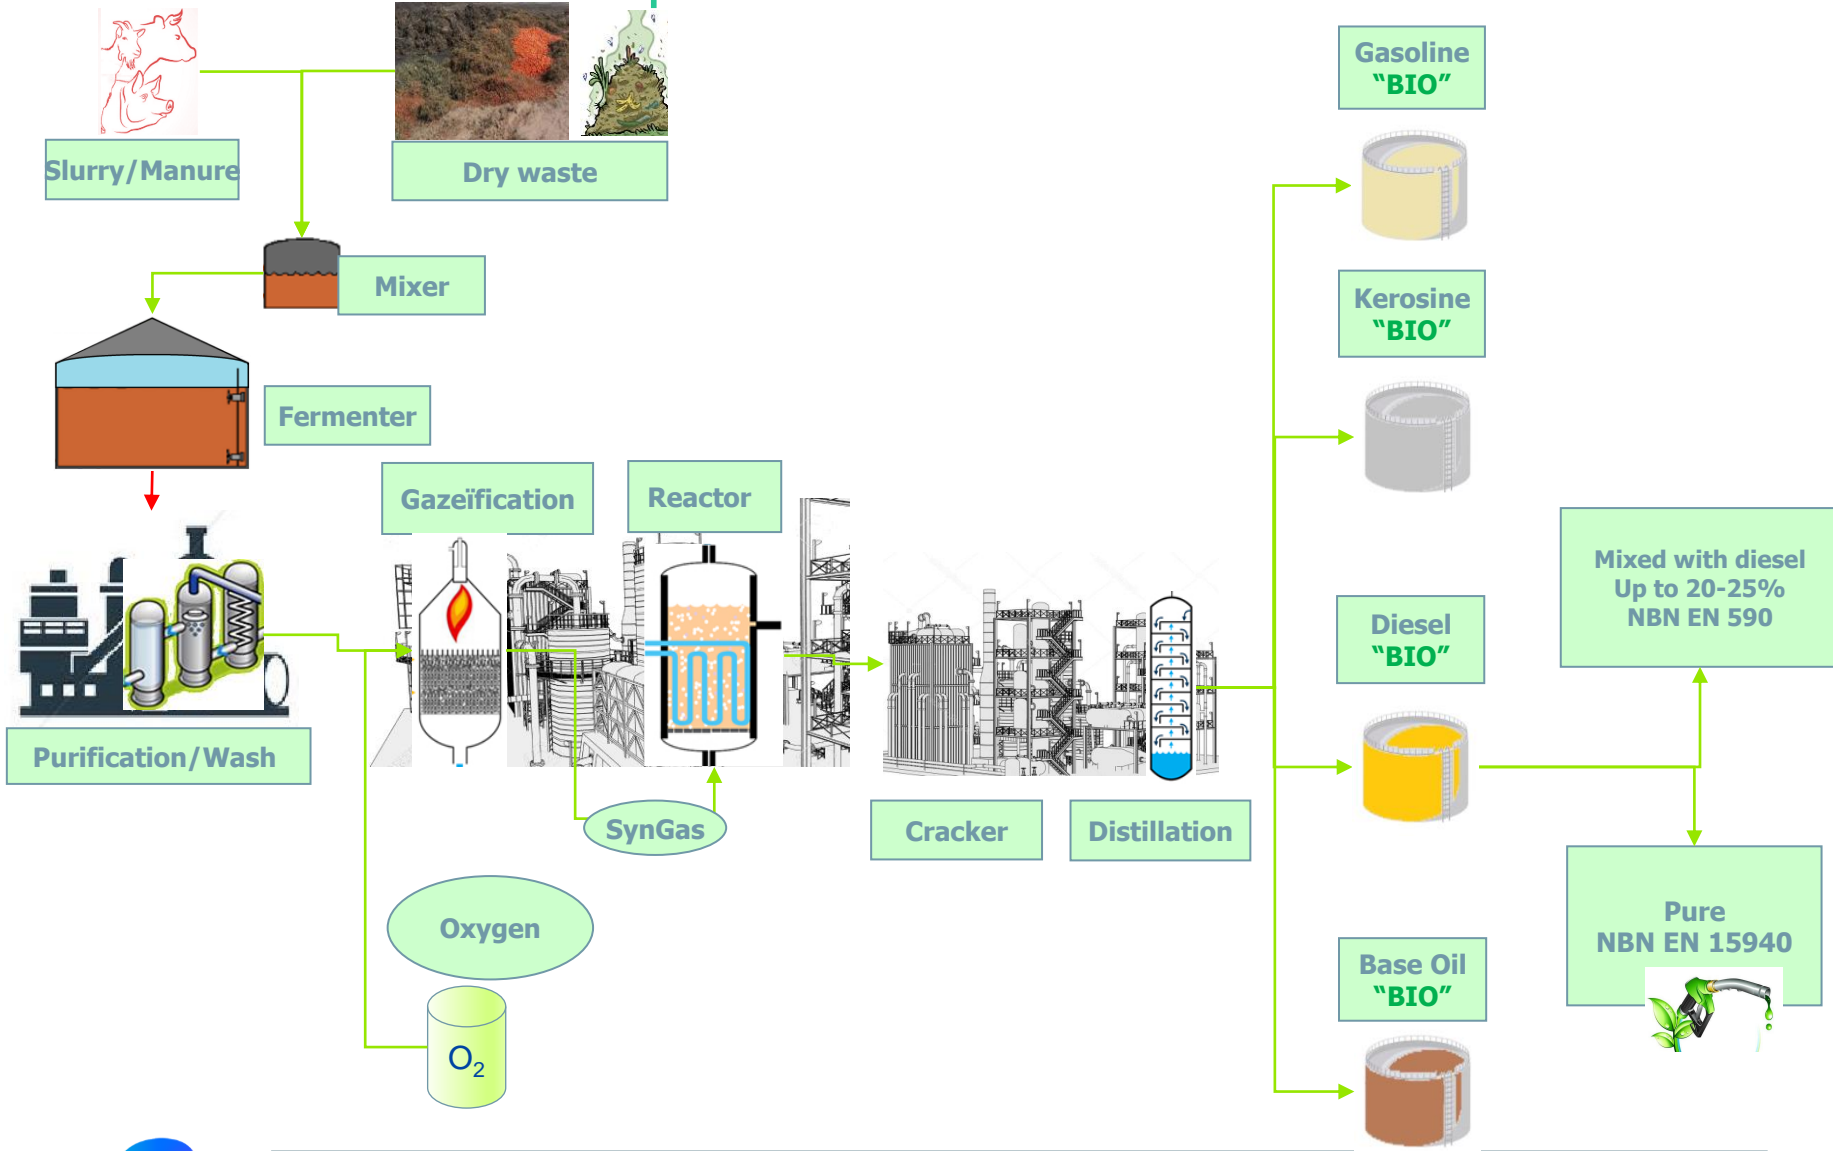 Slurry/Manure
Dry waste
Mixer
Fermenter
Purification/Wash
Gazeïfication
Reactor
SynGas
Oxygen
O₂
Cracker
Distillation
Gasoline
“BIO”
Kerosine
“BIO”
Diesel
“BIO”
Base Oil
“BIO”
Mixed with diesel
Up to 20-25%
NBN EN 590
Pure
NBN EN 15940